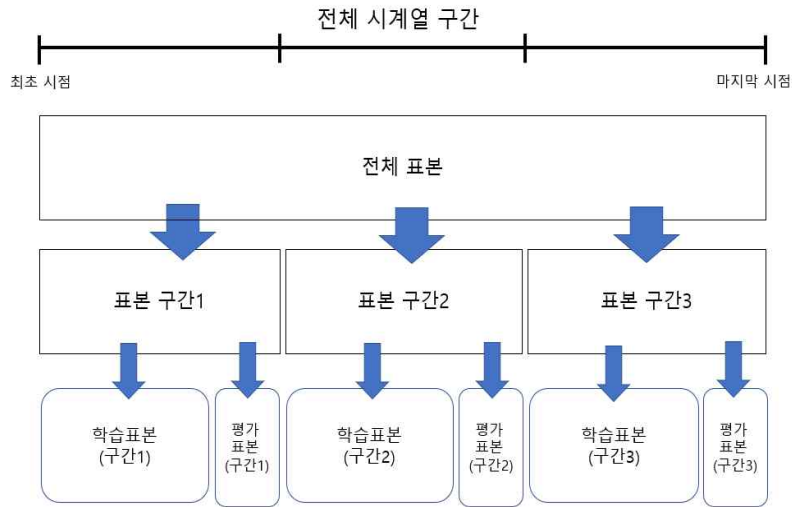 전체 시계열 구간
최초 시점
마지막 시점
전체 표본
표본 구간1
표본 구간2
표본 구간3
학습표본
(구간1)
평가
표본
(구간1)
학습표본
(구간2)
평가
표본
(구간2)
학습표본
(구간3)
평가
표본
(구간3)